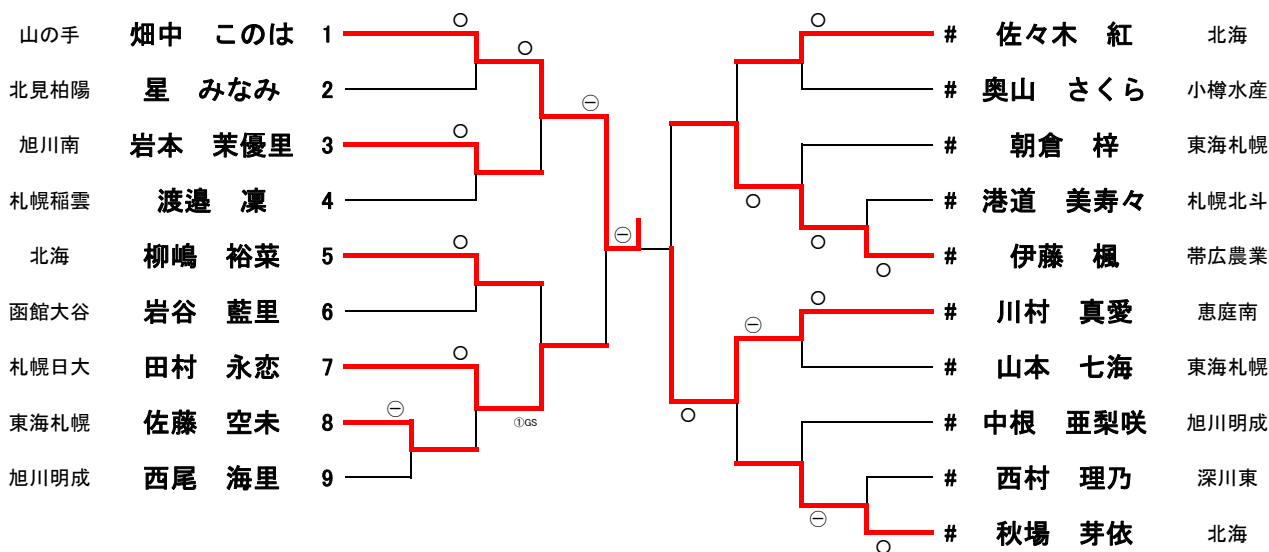 山の手 畑中 このは 1
北見柏陽 星 みなみ 2
旭川南 岩本 茉優里 3
札幌稲雲 渡邉 凜 4
北海 柳嶋 裕菜 5
函館大谷 岩谷 藍里 6
札幌日大 田村 永恋 7
東海札幌 佐藤 空未 8
①GS
旭川明成 西尾 海里 9
# 佐々木 紅 北海
# 奥山 さくら 小樽水産
# 朝倉 梓 東海札幌
# 港道 美寿々 札幌北斗
# 伊藤 楓 帯広農業
# 川村 真愛 恵庭南
# 山本 七海 東海札幌
# 中根 亜梨咲 旭川明成
# 西村 理乃 深川東
# 秋場 芽依 北海